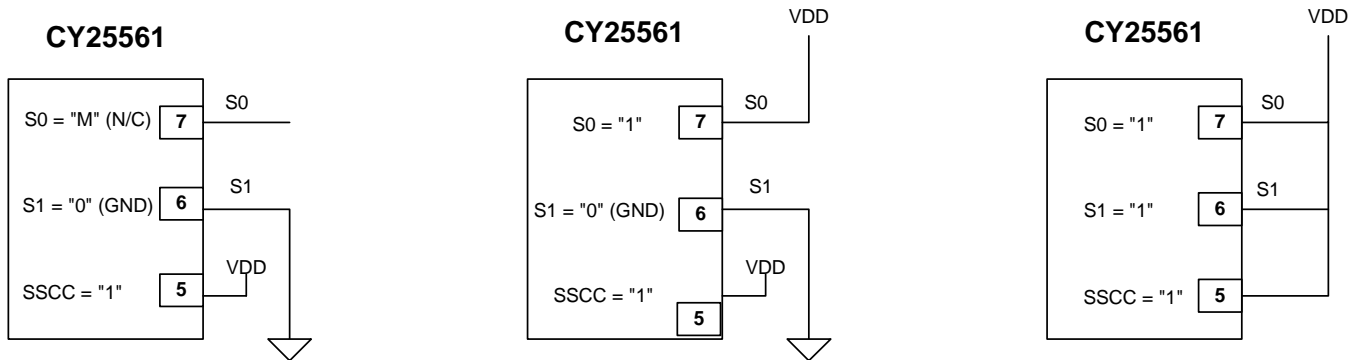 CY25561
S0 = "M" (N/C)
7
S0
S1 = "0" (GND)
6
S1
SSCC = "1"
5
VDD
CY25561
VDD
S0 = "1"
7
S0
S1 = "0" (GND)
6
S1
SSCC = "1"
5
VDD
CY25561
VDD
S0 = "1"
7
S0
S1 = "1"
6
S1
SSCC = "1"
5